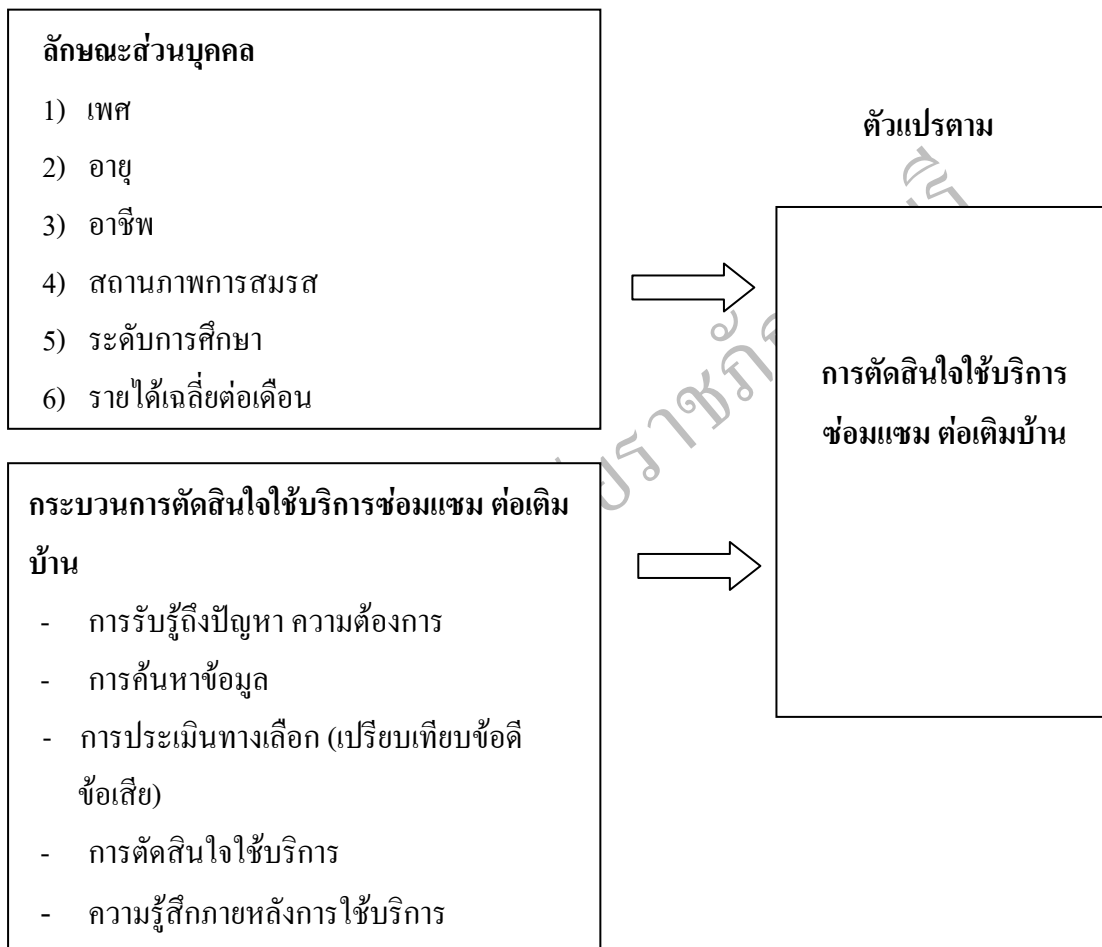 ลักษณะส่วนบุคคล
1) เพศ
2) อายุ
3) อาชีพ
4) สถานภาพการสมรส
5) ระดับการศึกษา
6) รายได้เฉลี่ยต่อเดือน
กระบวนการตัดสินใจใช้บริการซ่อมแซม ต่อเติม
บ้าน
- การรับรู้ถึงปัญหา ความต้องการ
- การค้นหาข้อมูล
- การประเมินทางเลือก (เปรียบเทียบข้อดี
ข้อเสีย)
- การตัดสินใจใช้บริการ
- ความรู้สึกภายหลังการใช้บริการ
ตัวแปรตาม
การตัดสินใจใช้บริการ
ซ่อมแซม ต่อเติมบ้าน